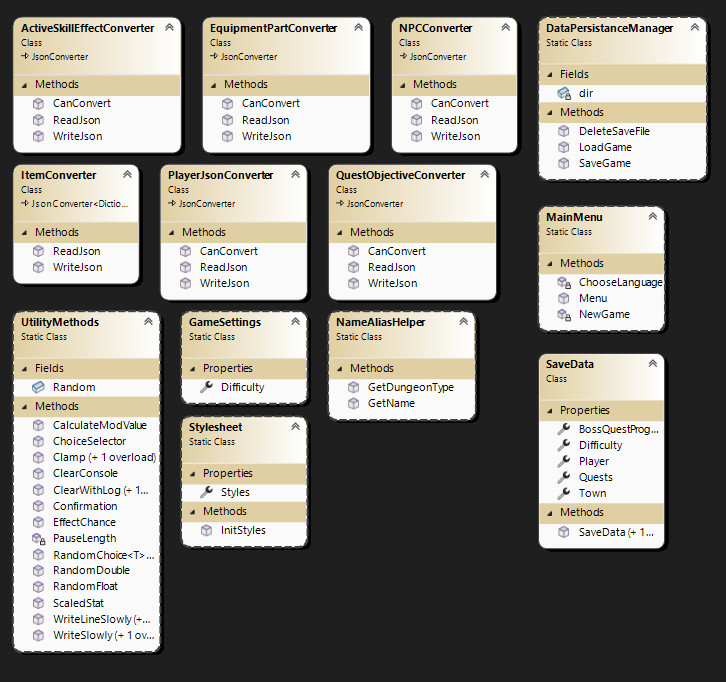 ActiveSkillEffectConverter
Class
JsonConverter
Methods
CanConvert
ReadJson
WriteJson
EquipmentPartConverter
Class
JsonConverter
Methods
CanConvert
ReadJson
WriteJson
NPCConverter
Class
JsonConverter
Methods
CanConvert
ReadJson
WriteJson
DataPersistanceManager
Static Class
Fields
dir
Methods
DeleteSaveFile
LoadGame
SaveGame
ItemConverter
Class
JsonConverter<Dictio...
Methods
ReadJson
WriteJson
PlayerJsonConverter
Class
JsonConverter
Methods
CanConvert
ReadJson
WriteJson
QuestObjectiveConverter
Class
JsonConverter
Methods
CanConvert
ReadJson
WriteJson
MainMenu
Static Class
Methods
ChooseLanguage
Menu
NewGame
UtilityMethods
Static Class
Fields
Random
Methods
CalculateModValue
ChoiceSelector
Clamp (+ 1 overload)
ClearConsole
ClearWithLog (+ 1...
Confirmation
EffectChance
PauseLength
RandomChoice<T>...
RandomDouble
RandomFloat
ScaledStat
WriteLineSlowly (+...
WriteSlowly (+ 1 ov...
GameSettings
Static Class
Properties
Difficulty
NameAliasHelper
Static Class
Methods
GetDungeonType
GetName
Stylesheet
Static Class
Properties
Styles
Methods
InitStyles
SaveData
Class
Properties
BossQuestProg...
Difficulty
Player
Quests
Town
Methods
SaveData (+ 1...